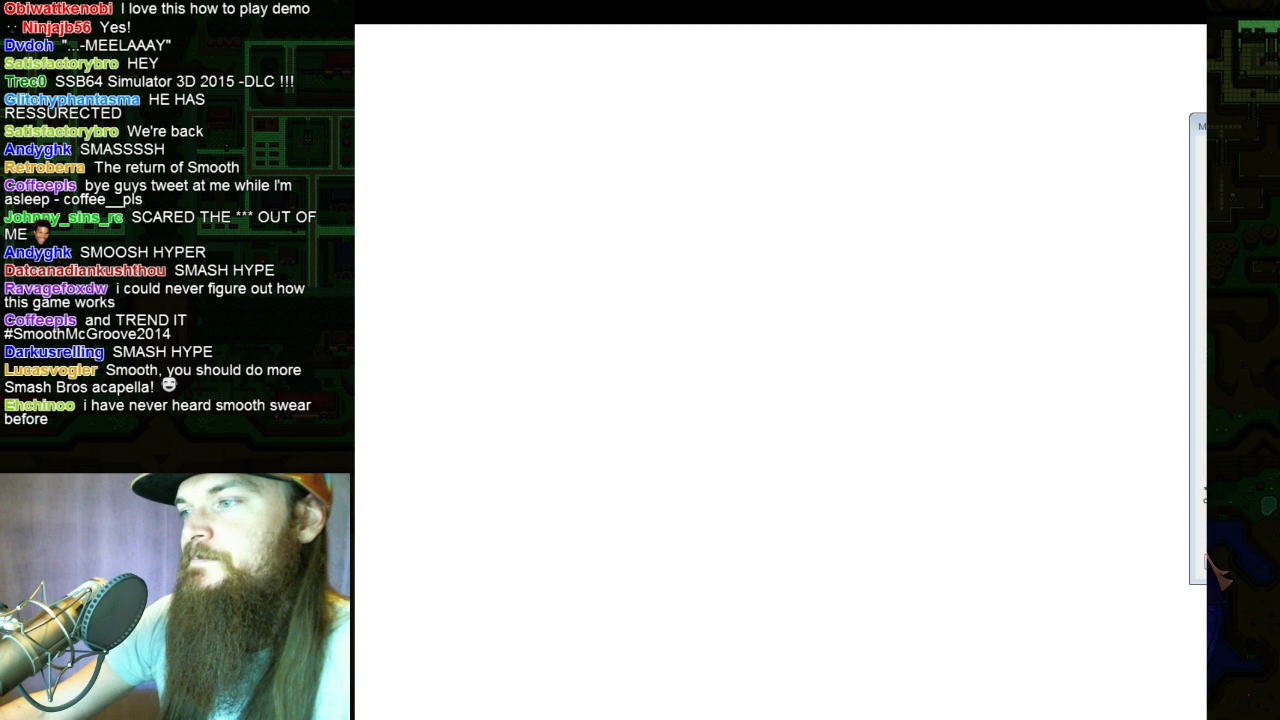 Obiwattkenobi I love this how to play demo
Ninjajb56 Yes!
Dvdoh "...-MEELAAAY"
Satisfactorybro HEY
Trec0 SSB64 Simulator 3D 2015 -DLC !!!
Glitchyphantasma HE HAS
RESSURECTED
Satisfactorybro We're back
Andyghk SMASSSSH
Retroberra The return of Smooth
Coffeepls bye guys tweet at me while I'm
asleep - coffee__pls
Johnny_sins_rc SCARED THE *** OUT OF
ME
Andyghk SMOOSH HYPER
Datcanadiankushthou SMASH HYPE
Ravagefoxdw i could never figure out how
this game works
Coffeepls and TREND IT
#SmoothMcGroove2014
Darkusrelling SMASH HYPE
Lucasvogler Smooth, you should do more
Smash Bros acapella!
Ehchinoo i have never heard smooth swear
before
M